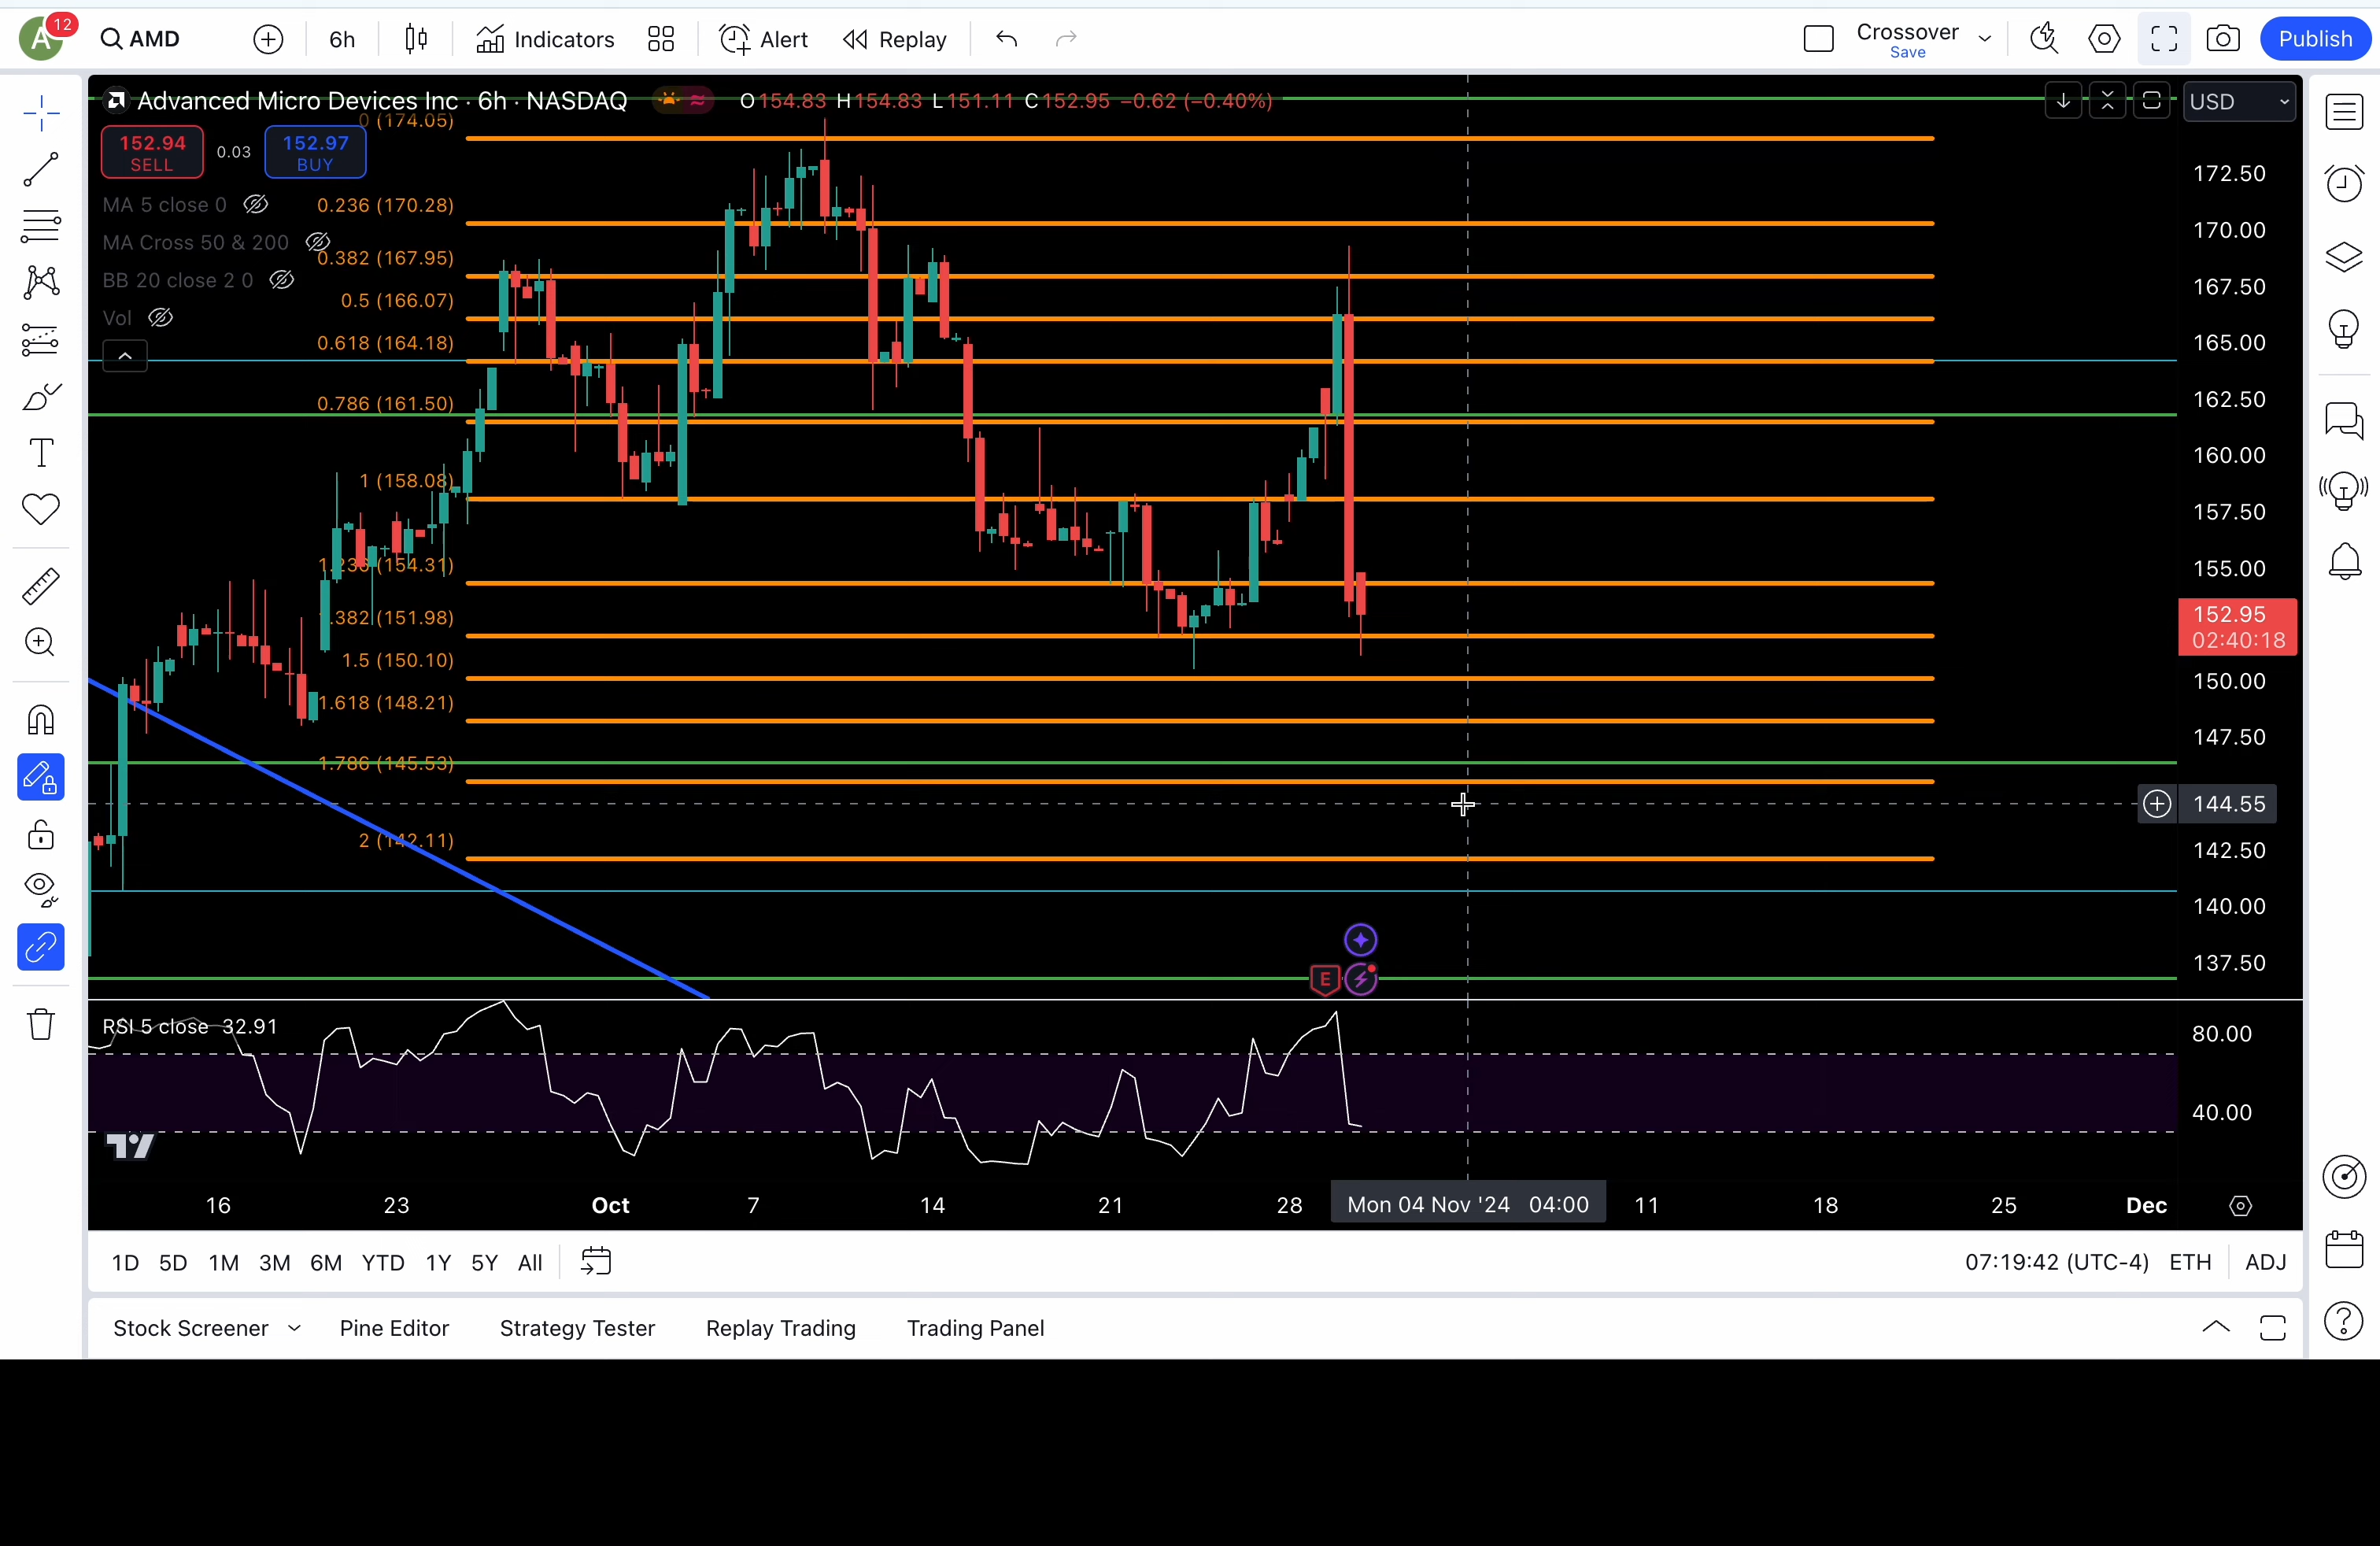 A 12 AMD 6h Indicators Alert Replay Crossover Save Publish
Advanced Micro Devices Inc · 6h · NASDAQ O154.83 H154.83 L151.11 C152.95 −0.62 (−0.40%) USD
0 (174.05)
152.94 SELL 0.03 152.97 BUY
172.50
MA 5 close 0 0.236 (170.28)
170.00
MA Cross 50 & 200
0.382 (167.95)
BB 20 close 2 0
167.50
0.5 (166.07)
Vol
0.618 (164.18)
165.00
0.786 (161.50)
162.50
160.00
1 (158.08)
157.50
1.236 (154.31)
155.00
1.382 (151.98)
152.95
02:40:18
1.5 (150.10)
150.00
1.618 (148.21)
147.50
1.786 (145.53)
144.55
2 (142.11)
142.50
140.00
137.50
E
RSI 5 close 32.91
80.00
40.00
16 23 Oct 7 14 21 28 Mon 04 Nov '24 04:00 11 18 25 Dec
1D 5D 1M 3M 6M YTD 1Y 5Y All 07:19:42 (UTC-4) ETH ADJ
Stock Screener Pine Editor Strategy Tester Replay Trading Trading Panel